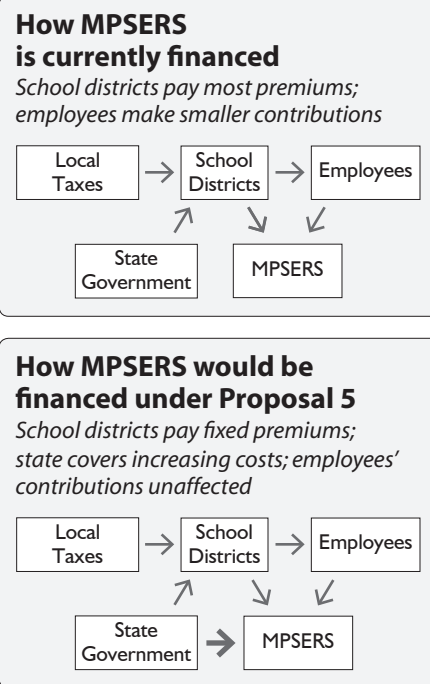 How MPSERS
is currently financed
School districts pay most premiums;
employees make smaller contributions
Local
Taxes
School
Districts
Employees
State
Government
MPSERS
How MPSERS would be
financed under Proposal 5
School districts pay fixed premiums;
state covers increasing costs; employees’
contributions unaffected
Local
Taxes
School
Districts
Employees
State
Government
MPSERS